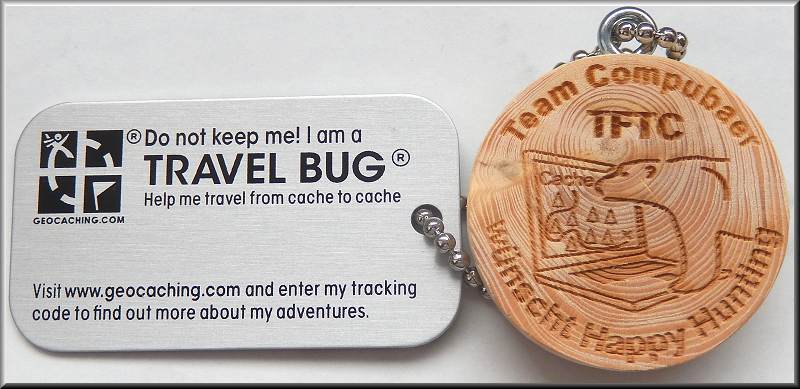 ® Do not keep me! I am a
TRAVEL BUG®
Help me travel from cache to cache
GEOCACHING.COM
Visit www.geocaching.com and enter my tracking
code to find out more about my adventures.
Team Compubaer
TFTC
Cache
Wünscht Happy Hunting